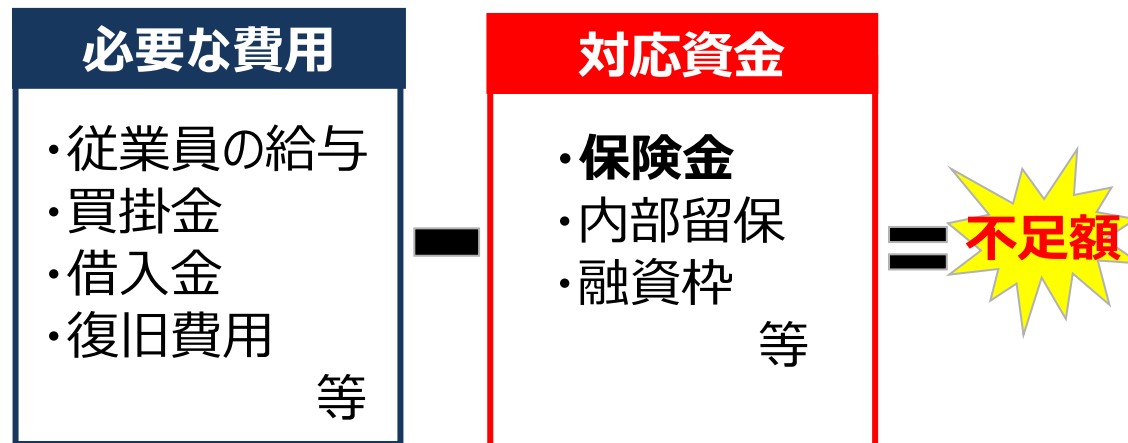 必要な費用
・従業員の給与
・買掛金
・借入金
・復旧費用
等
対応資金
・保険金
・内部留保
・融資枠
等
不足額